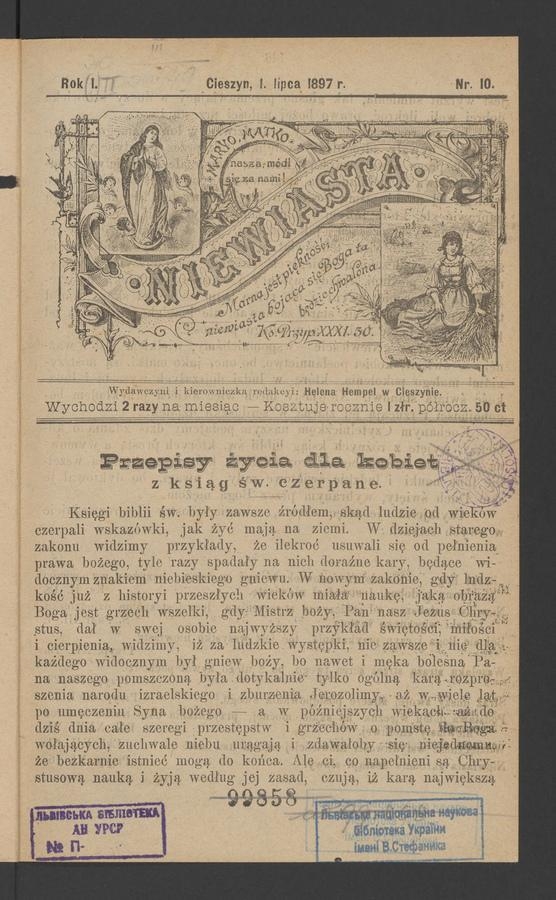 Rok I.
Cieszyn, 1. lipca 1897 r.
Nr. 10.
MARYO, MATKO
nasza, módl
się za nami!
NIEWIASTA
Marna jest piękność:
niewiasta bojąca się Boga ta
będzie chwalona.
Ks. Przyp. XXXI. 30.
Wydawczyni i kierowniczka redakcyi: Helena Hempel w Cieszynie.
Wychodzi 2 razy na miesiąc — Kosztuje rocznie 1 złr. półrocz. 50 ct
Przepisy życia dla kobiet
z ksiąg św. czerpane.
Księgi biblii św. były zawsze źródłem, skąd ludzie od wieków
czerpali wskazówki, jak żyć mają na ziemi. W dziejach starego
zakonu widzimy przykłady, że ilekroć usuwali się od pełnienia
prawa bożego, tyle razy spadały na nich doraźne kary, będące wi-
docznym znakiem niebieskiego gniewu. W nowym zakonie, gdy ludz-
kość już z historyi przeszłych wieków miała naukę, jaką obrazą
Boga jest grzech wszelki, gdy Mistrz boży, Pan nasz Jezus Chry-
stus, dał w swej osobie najwyższy przykład świętości, miłości
i cierpienia, widzimy, iż za ludzkie występki, nie zawsze i nie dla
każdego widocznym był gniew boży, bo nawet i męka bolesna Pa-
na naszego pomszczoną była dotykalnie tylko ogólną karą rozpro-
szenia narodu izraelskiego i zburzenia Jerozolimy, aż w wiele lat
po umęczeniu Syna bożego — a w późniejszych wiekach aż do
dziś dnia całe szeregi przestępstw i grzechów o pomstę do Boga
wołających, zuchwale niebu urągają i zdawałoby się niejednemu,
że bezkarnie istnieć mogą do końca. Ale ci, co napełnieni są Chry-
stusową nauką i żyją według jej zasad, czują, iż karą największą
99858
ЛЬВІВСЬКА БІБЛІОТЕКА
АН УРСР
№ П-
Львівська національна наукова
бібліотека України
імені В.Стефаника